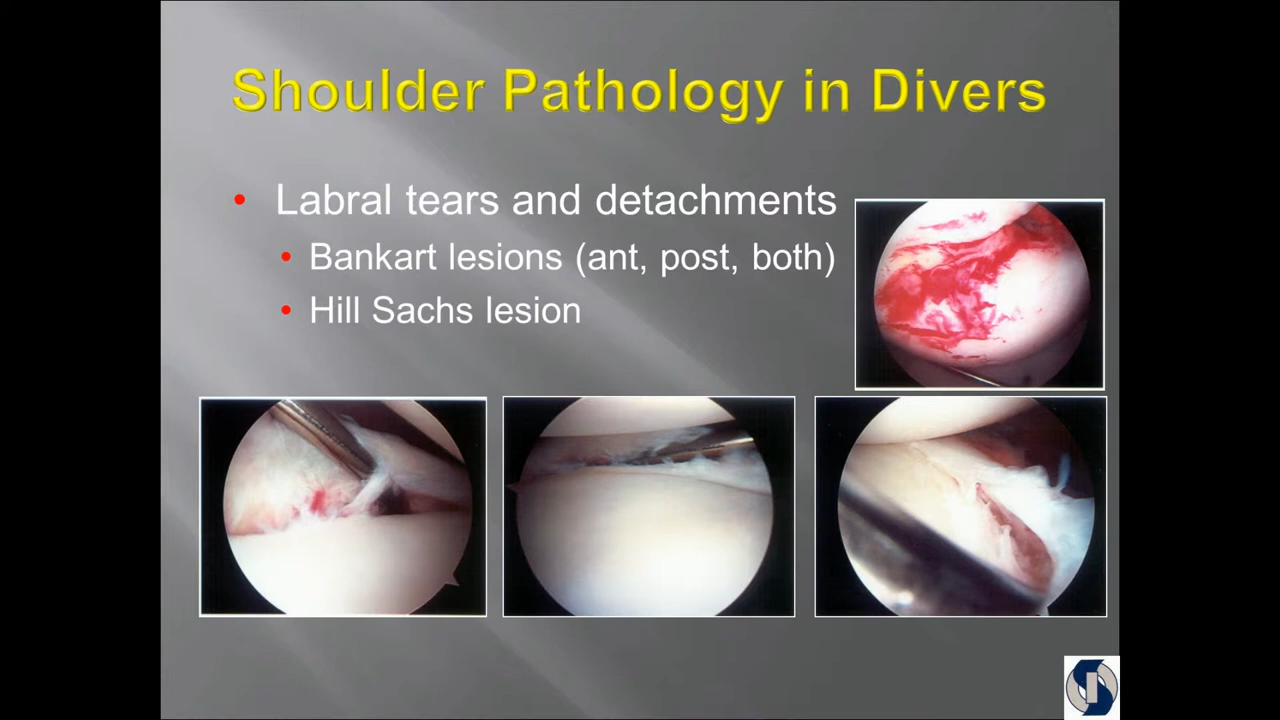 Shoulder Pathology in Divers
• Labral tears and detachments
• Bankart lesions (ant, post, both)
• Hill Sachs lesion